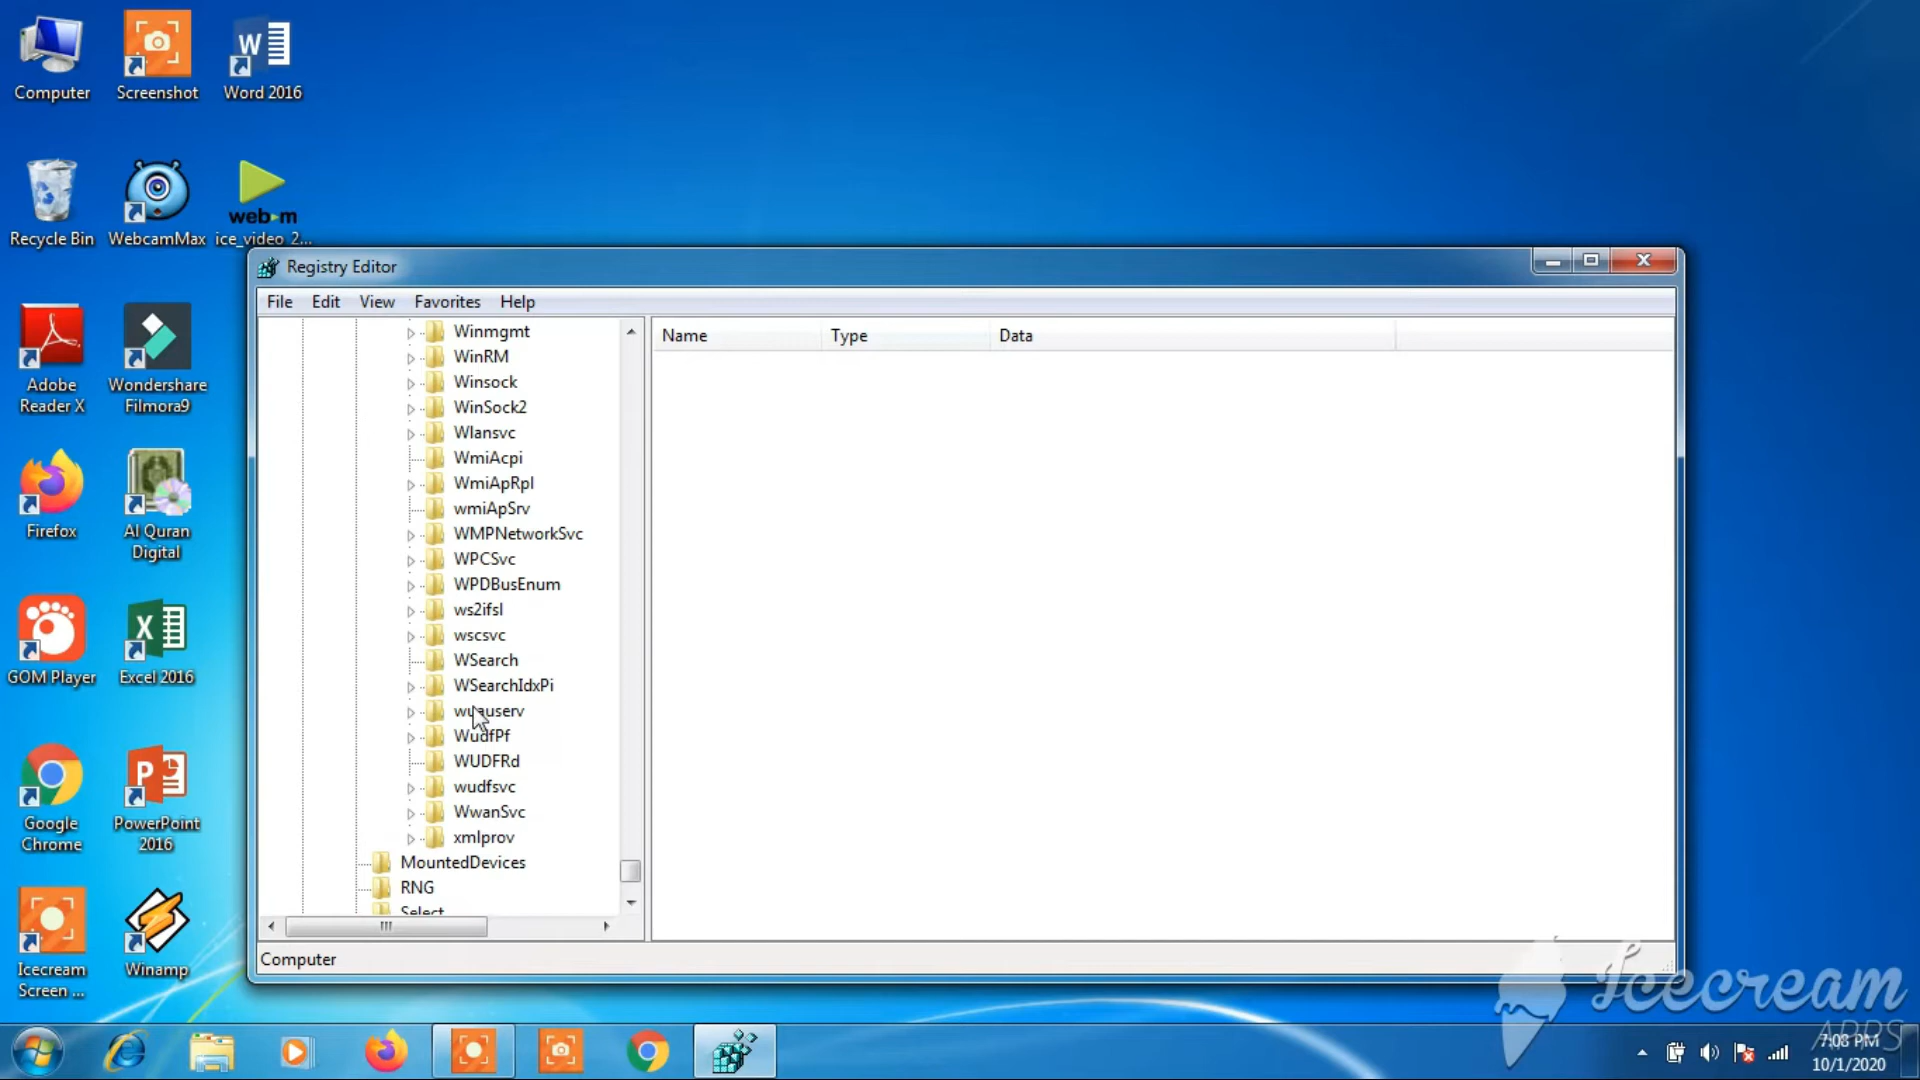 Computer
Screenshot
Word 2016
W
Recycle Bin
WebcamMax
web m
ice_video_2...
Registry Editor
File Edit View Favorites Help
Name Type Data
Winmgmt
WinRM
Winsock
WinSock2
Wlansvc
WmiAcpi
WmiApRpl
wmiApSrv
WMPNetworkSvc
WPCSvc
WPDBusEnum
ws2ifsl
wscsvc
WSearch
WSearchIdxPi
wuauserv
WudfPf
WUDFRd
wudfsvc
WwanSvc
xmlprov
MountedDevices
RNG
Select
Computer
Adobe
Reader X
Wondershare
Filmora9
Firefox
Al Quran
Digital
GOM Player
X
Excel 2016
Google
Chrome
P
PowerPoint
2016
Icecream
Screen ...
Winamp
Icecream
APPS
7:08 PM
10/1/2020